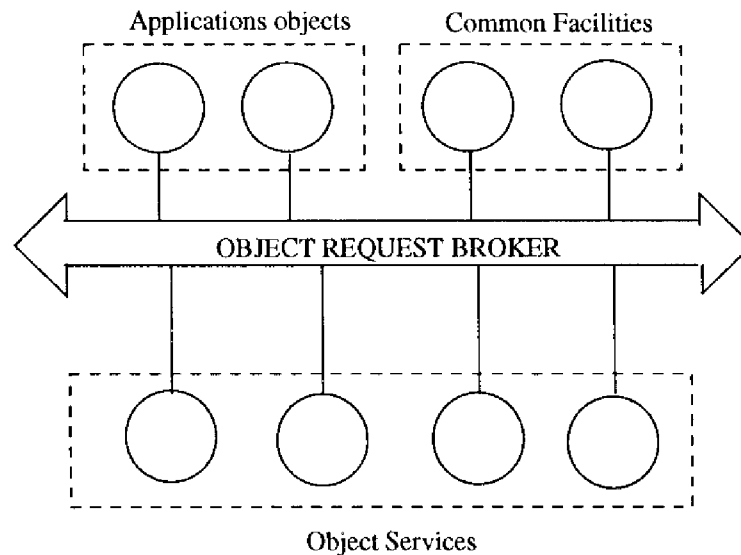 Applications objects
Common Facilities
OBJECT REQUEST BROKER
Object Services